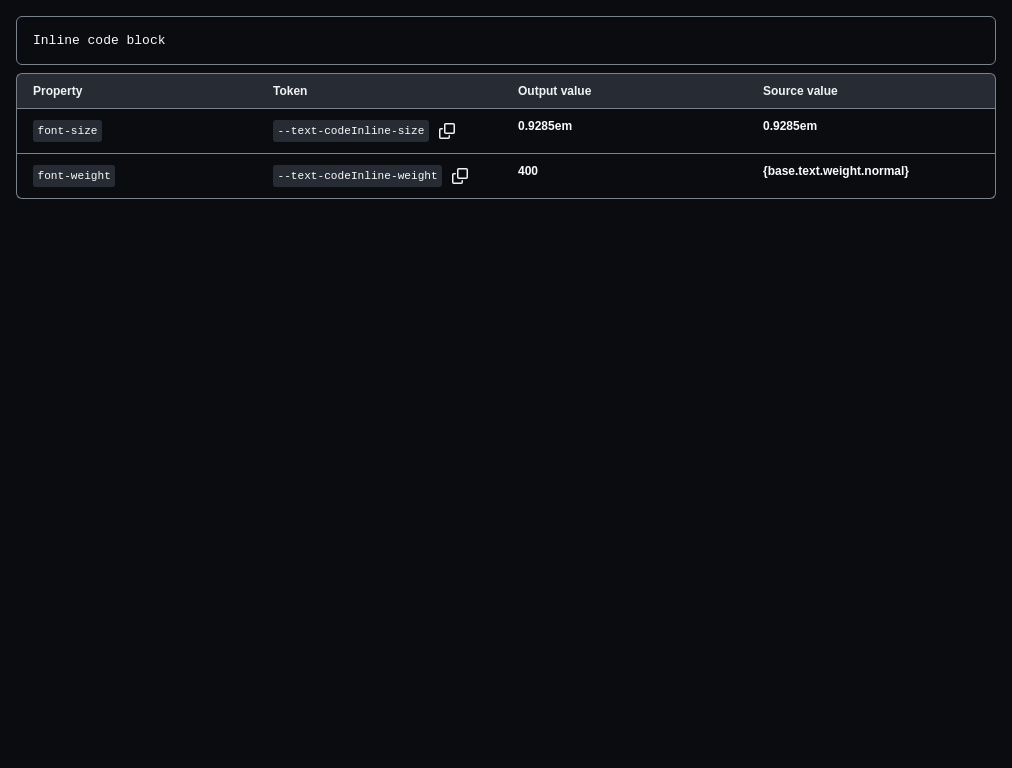 Inline code block
Property Token Output value Source value
font-size --text-codeInline-size 0.9285em 0.9285em
font-weight --text-codeInline-weight 400 {base.text.weight.normal}